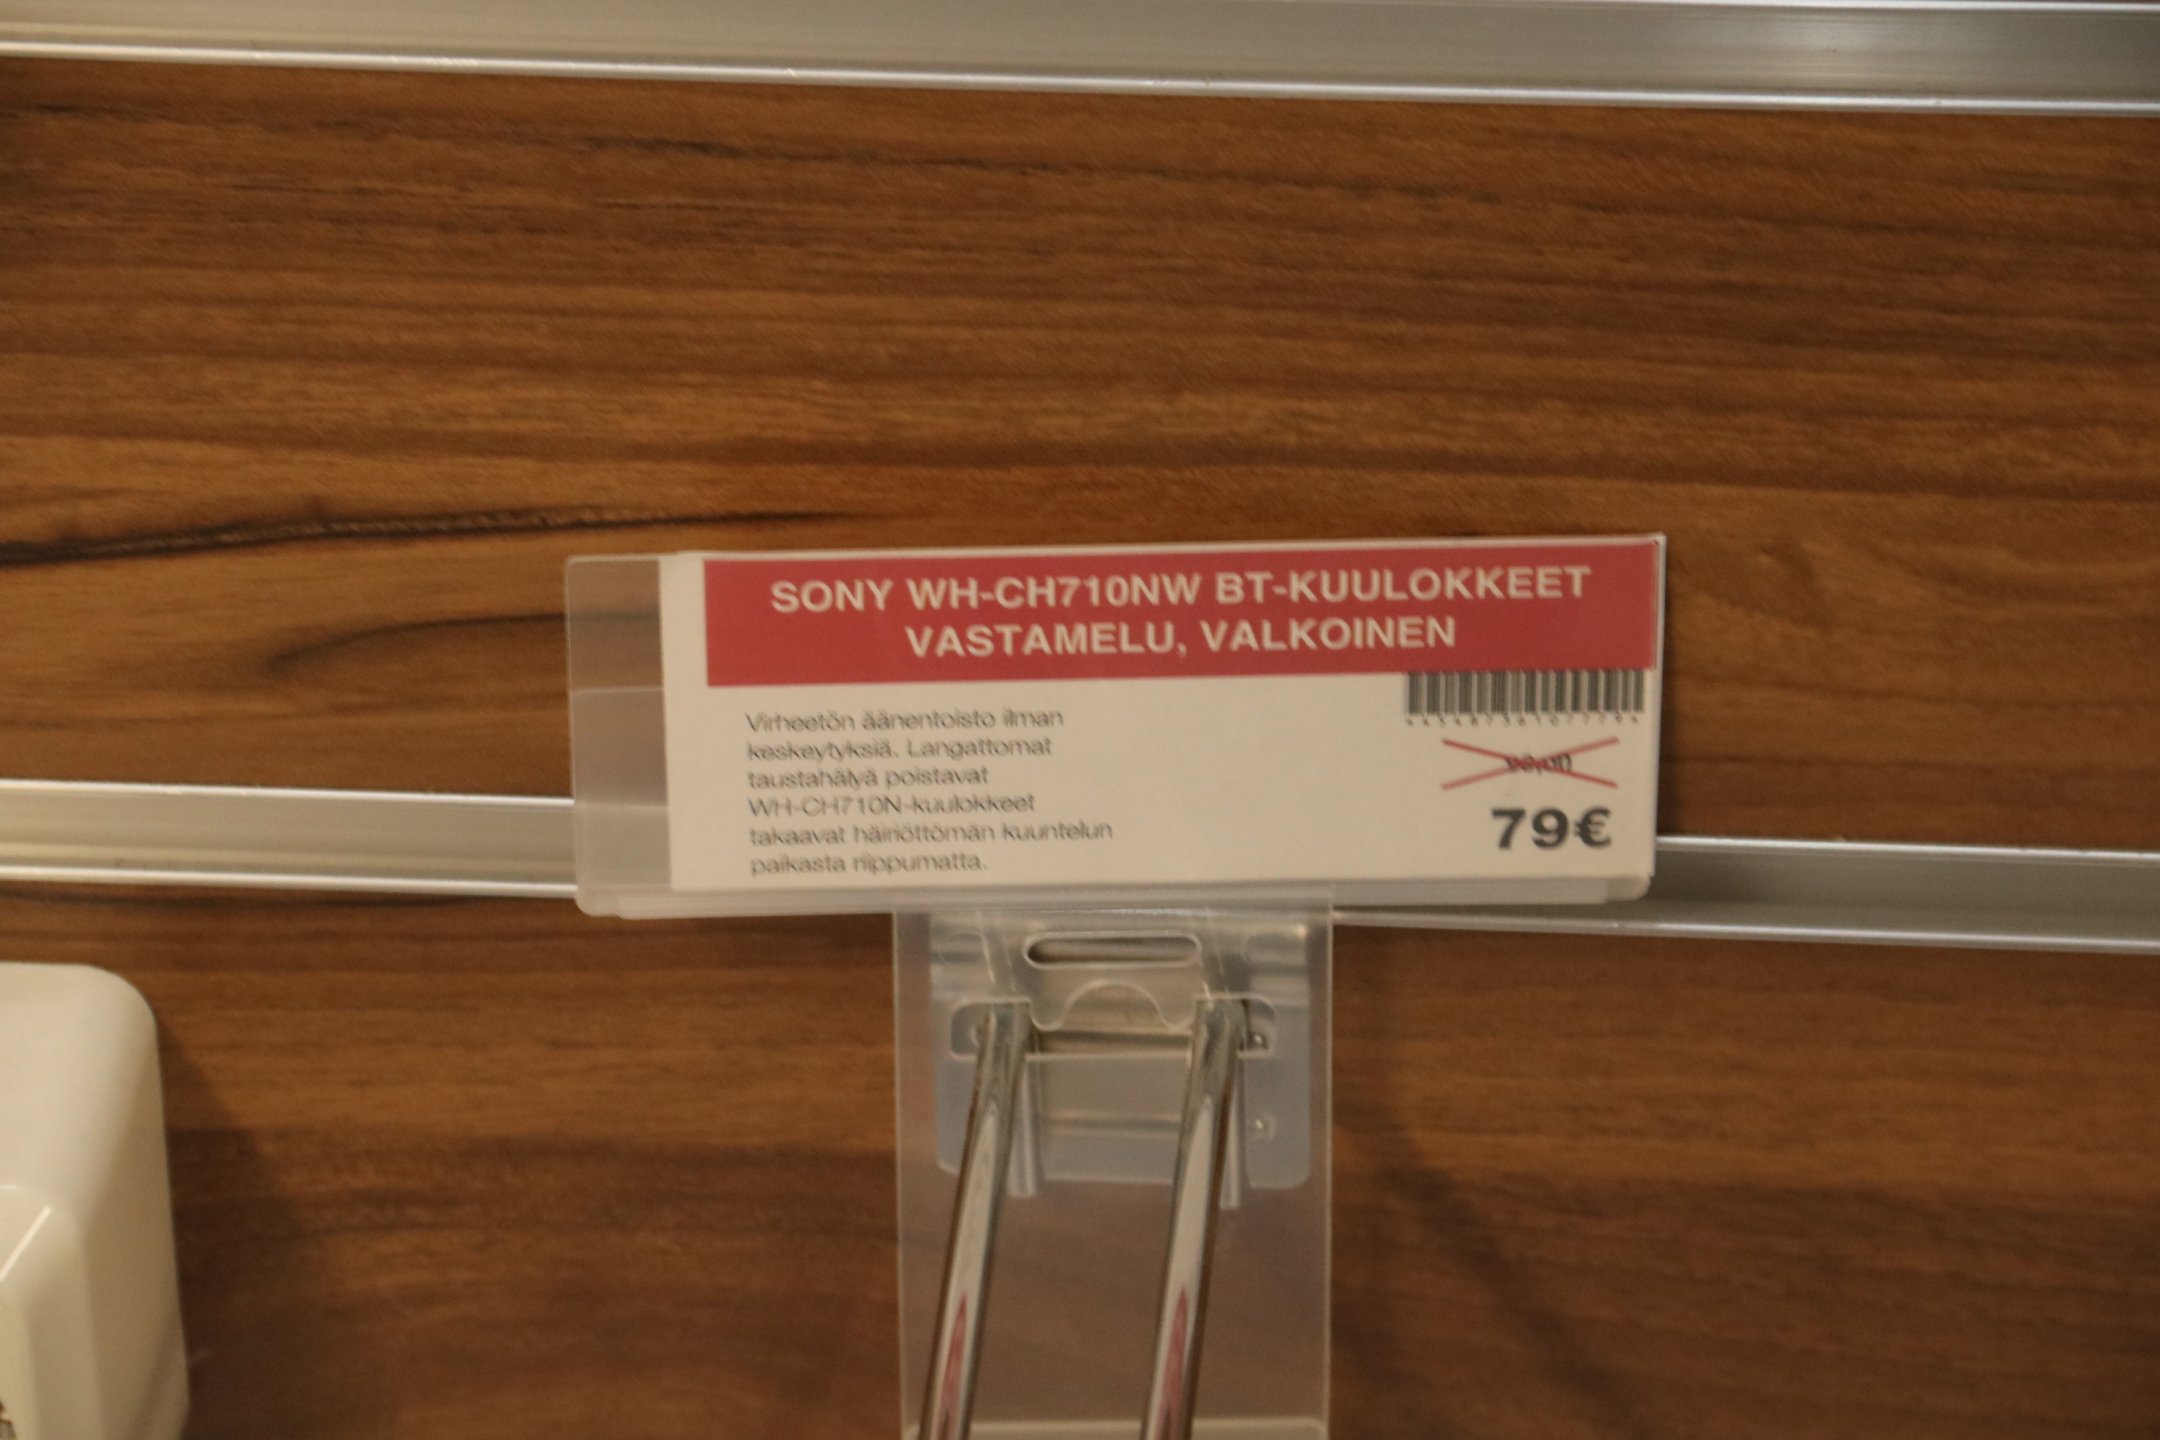 SONY WH-CH710NW BT-KUULOKKEET
VASTAMELU, VALKOINEN
Virheetön äänentoisto ilman
keskeytyksiä. Langattomat
taustahälyä poistavat
WH-CH710N-kuulokkeet
takaavat häiriöttömän kuuntelun
paikasta riippumatta.
79€